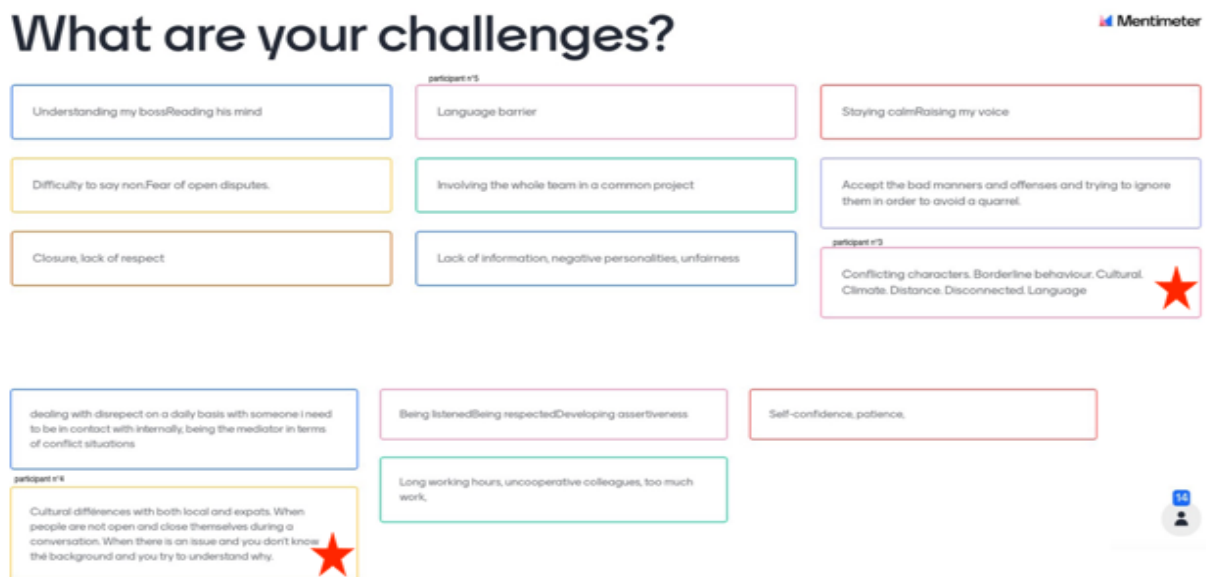 What are your challenges?
Mentimeter
Understanding my bossReading his mind
participant n°5
Language barrier
Staying calmRaising my voice
Difficulty to say non.Fear of open disputes.
Involving the whole team in a common project
Accept the bad manners and offenses and trying to ignore
them in order to avoid a quarrel.
Closure, lack of respect
Lack of information, negative personalities, unfairness
participant n°3
Conflicting characters. Borderline behaviour. Cultural.
Climate. Distance. Disconnected. Language
dealing with disrepect on a daily basis with someone i need
to be in contact with internally, being the mediator in terms
of conflict situations
Being listenedBeing respectedDeveloping assertiveness
Self-confidence, patience,
participant n°4
Cultural différences with both local and expats. When
people are not open and close themselves during a
conversation. When there is an issue and you don't know
thé background and you try to understand why.
Long working hours, uncooperative colleagues, too much
work,
14